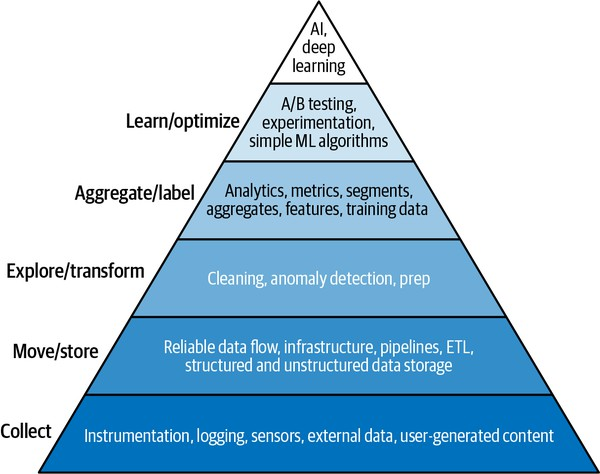 AI,
deep
learning
Learn/optimize
A/B testing,
experimentation,
simple ML algorithms
Aggregate/label
Analytics, metrics, segments,
aggregates, features, training data
Explore/transform
Cleaning, anomaly detection, prep
Move/store
Reliable data flow, infrastructure, pipelines, ETL,
structured and unstructured data storage
Collect
Instrumentation, logging, sensors, external data, user-generated content